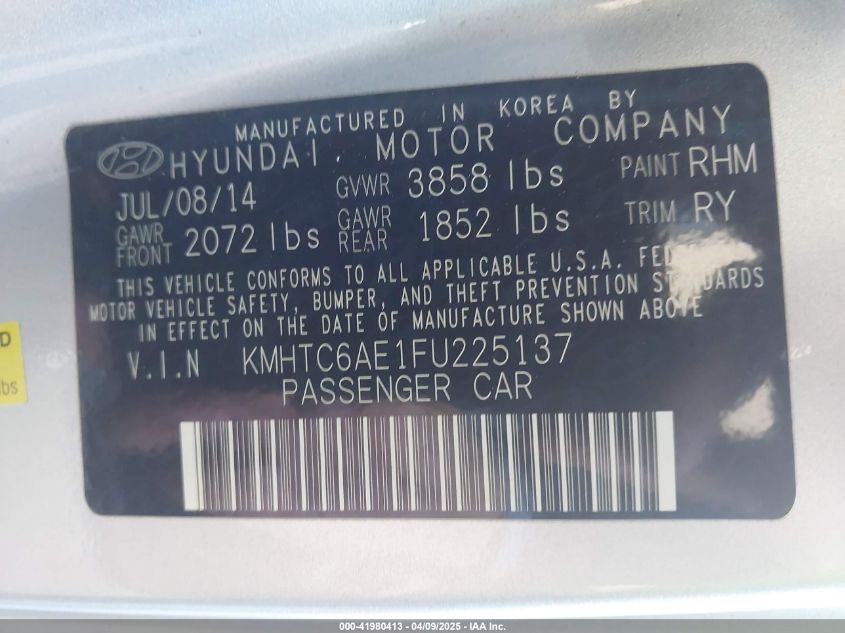 MANUFACTURED IN KOREA BY
HYUNDAI MOTOR COMPANY
JUL/08/14 GVWR 3858 lbs PAINT RHM
GAWR FRONT 2072 lbs GAWR REAR 1852 lbs TRIM RY
THIS VEHICLE CONFORMS TO ALL APPLICABLE U.S.A.
MOTOR VEHICLE SAFETY, BUMPER, AND THEFT PREVENTION
IN EFFECT ON THE DATE OF MANUFACTURE SHOWN ABOVE
V.I.N KMHTC6AE1FU225137
PASSENGER CAR
D
lbs
000-41980413 - 04/09/2025 - IAA Inc.